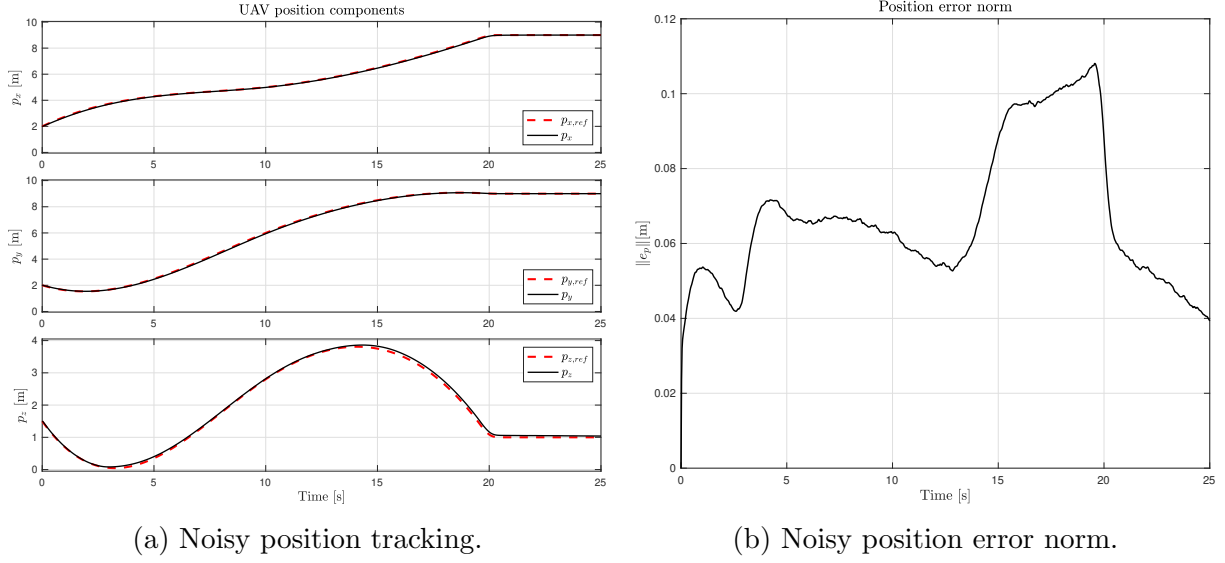 UAV position components
10
8
6
4
2
0
p_x [m]
p_{x,ref}
p_x
0 5 10 15 20 25
10
8
6
4
2
0
p_y [m]
p_{y,ref}
p_y
0 5 10 15 20 25
4
3
2
1
0
p_z [m]
p_{z,ref}
p_z
0 5 10 15 20 25
Time [s]
(a) Noisy position tracking.
Position error norm
0.12
0.1
0.08
0.06
0.04
0.02
0
||e_p||[m]
0 5 10 15 20 25
Time [s]
(b) Noisy position error norm.